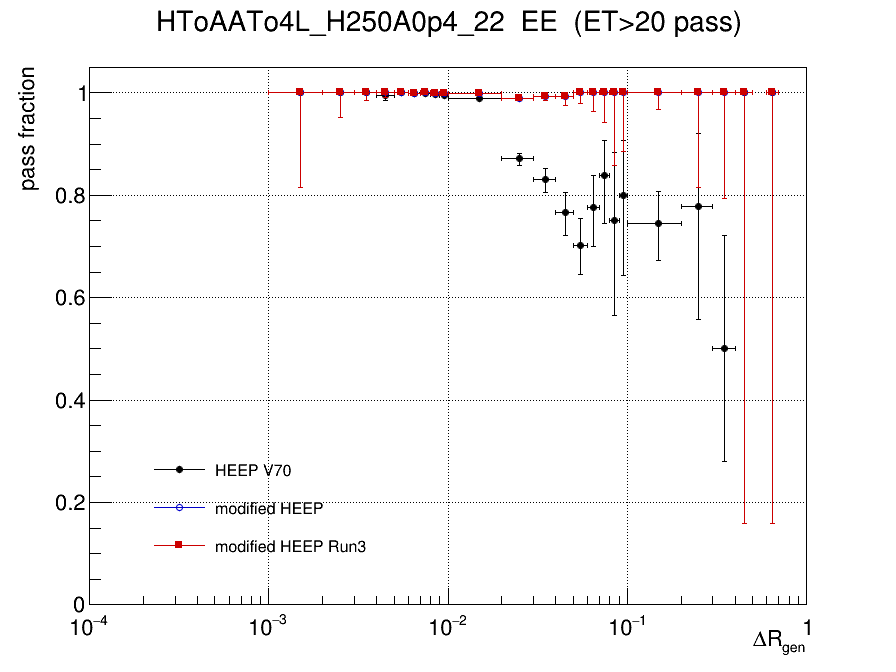 HToAATo4L_H250A0p4_22 EE (ET>20 pass)
pass fraction
1
0.8
0.6
0.4
0.2
0
HEEP V70
modified HEEP
modified HEEP Run3
10⁻⁴
10⁻³
10⁻²
10⁻¹
1
ΔR_gen